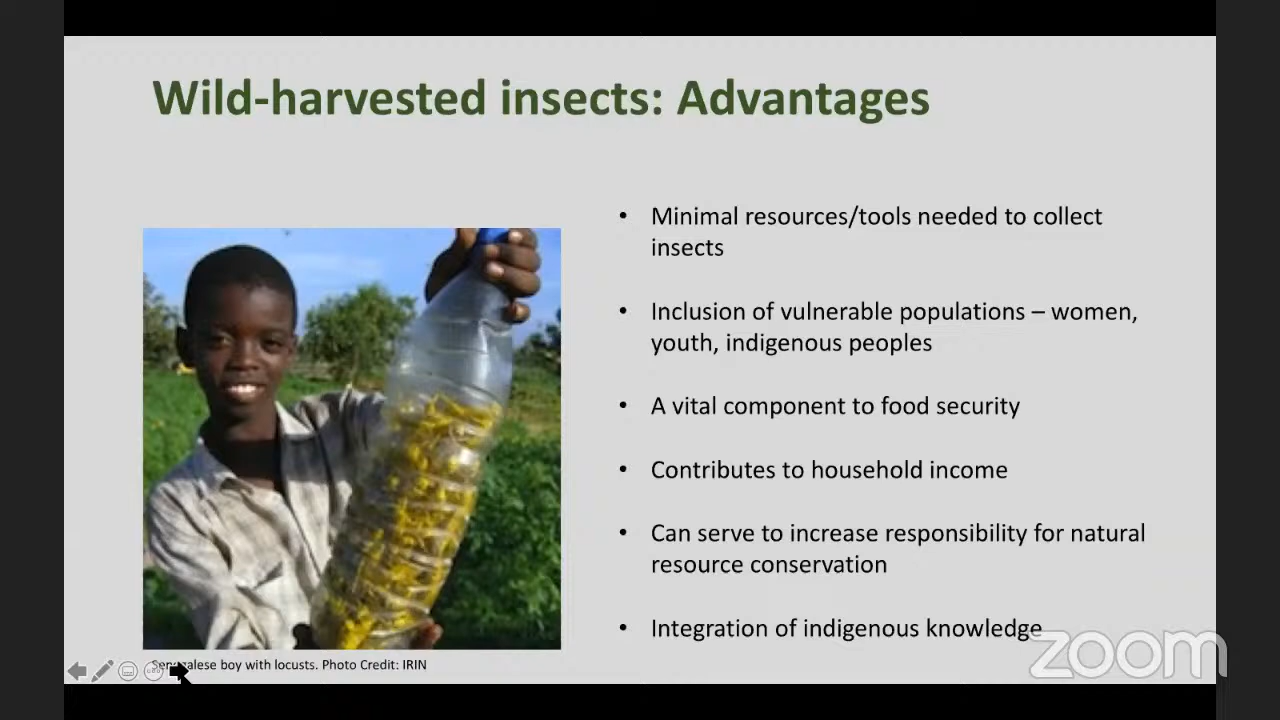 Wild-harvested insects: Advantages
• Minimal resources/tools needed to collect
insects
• Inclusion of vulnerable populations – women,
youth, indigenous peoples
• A vital component to food security
• Contributes to household income
• Can serve to increase responsibility for natural
resource conservation
• Integration of indigenous knowledge
boy with locusts. Photo Credit: IRIN
zoom